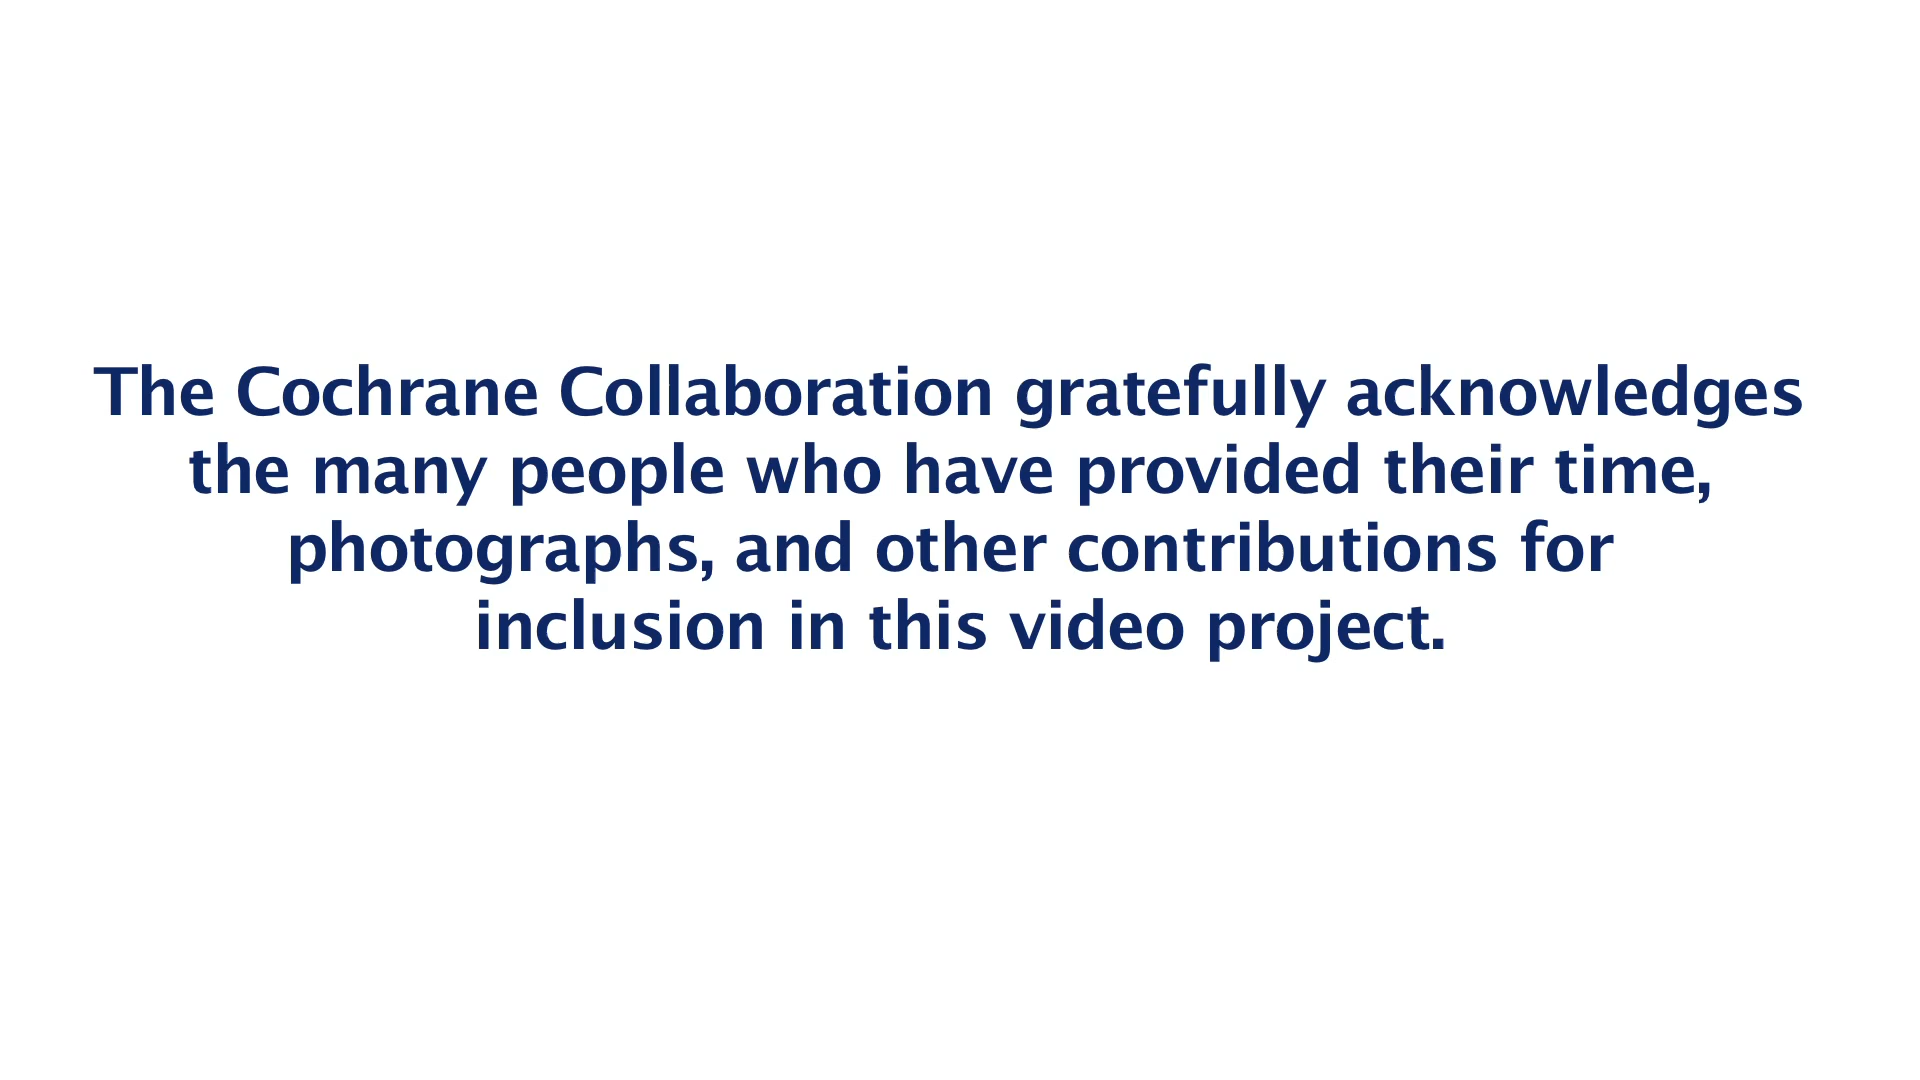 The Cochrane Collaboration gratefully acknowledges
the many people who have provided their time,
photographs, and other contributions for
inclusion in this video project.